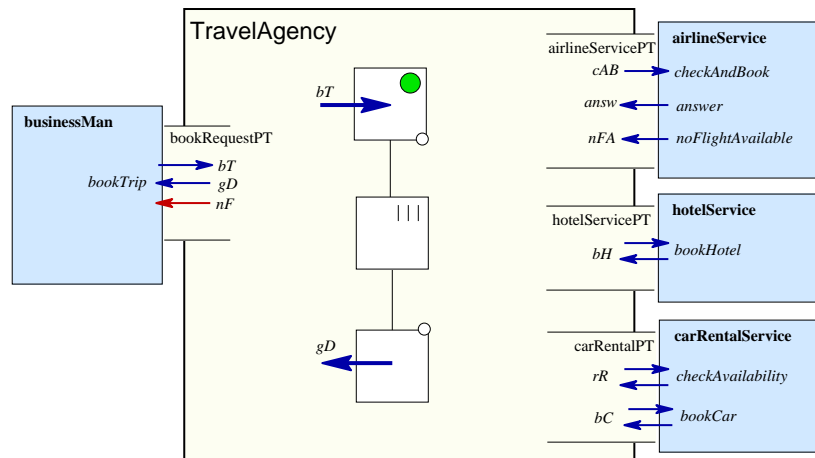 TravelAgency
businessMan
bookTrip
bookRequestPT
bT
gD
nF
bT
|||
gD
airlineServicePT
cAB
answ
nFA
airlineService
checkAndBook
answer
noFlightAvailable
hotelServicePT
bH
hotelService
bookHotel
carRentalPT
rR
bC
carRentalService
checkAvailability
bookCar